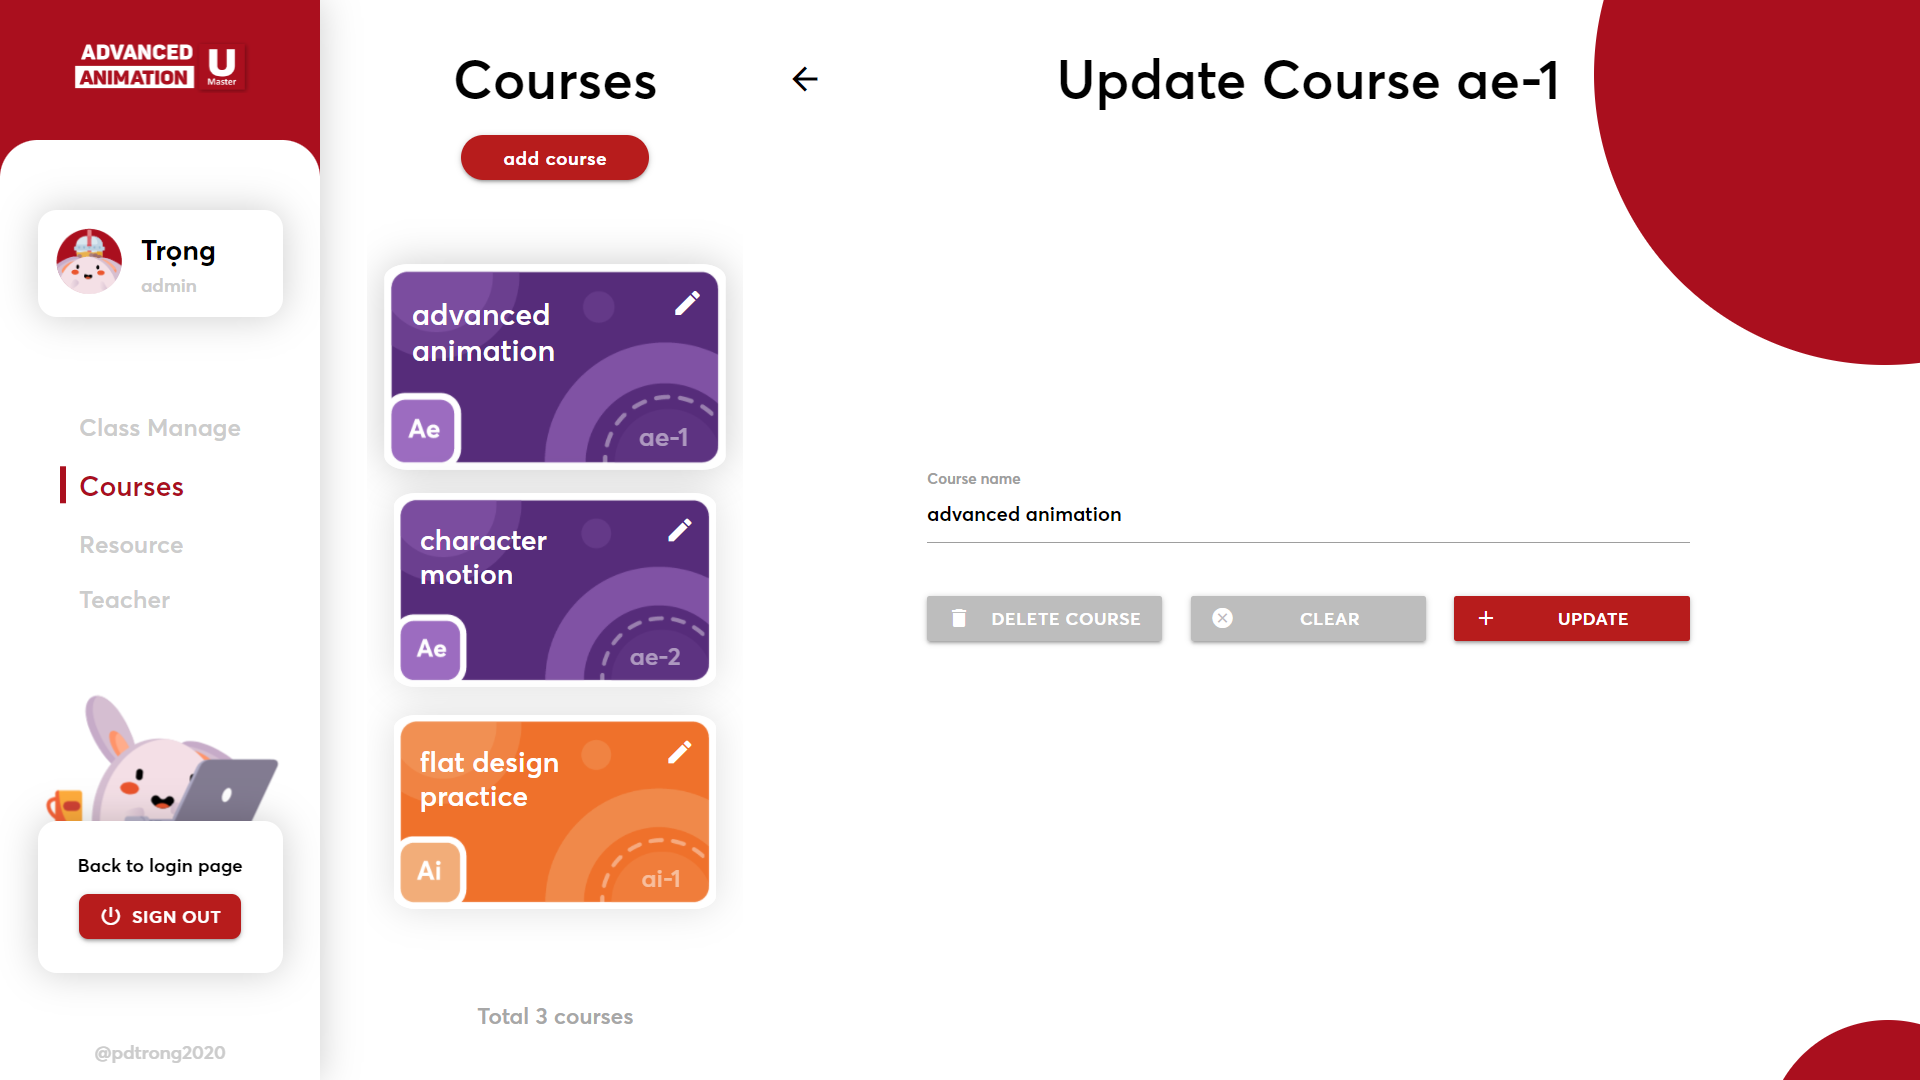 ADVANCED
ANIMATION
U
Master
Trọng
admin
Class Manage
Courses
Resource
Teacher
Back to login page
SIGN OUT
@pdtrong2020
Courses
add course
advanced
animation
Ae
ae-1
character
motion
Ae
ae-2
flat design
practice
Ai
ai-1
Total 3 courses
Update Course ae-1
Course name
advanced animation
DELETE COURSE
CLEAR
UPDATE